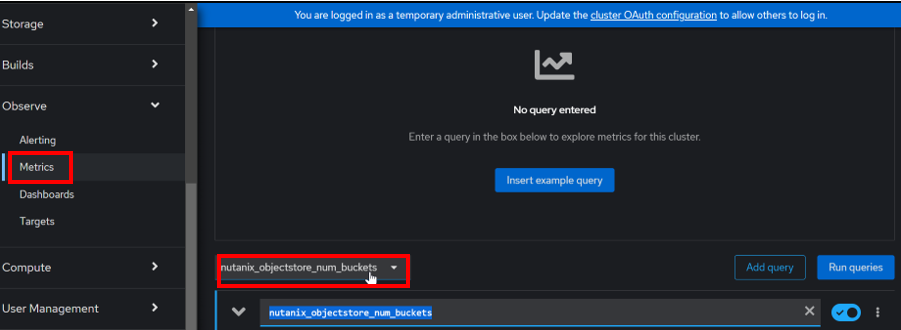 You are logged in as a temporary administrative user. Update the cluster OAuth configuration to allow others to log in.
Storage
Builds
Observe
Alerting
Metrics
Dashboards
Targets
Compute
User Management
No query entered
Enter a query in the box below to explore metrics for this cluster.
Insert example query
nutanix_objectstore_num_buckets
Add query
Run queries
nutanix_objectstore_num_buckets